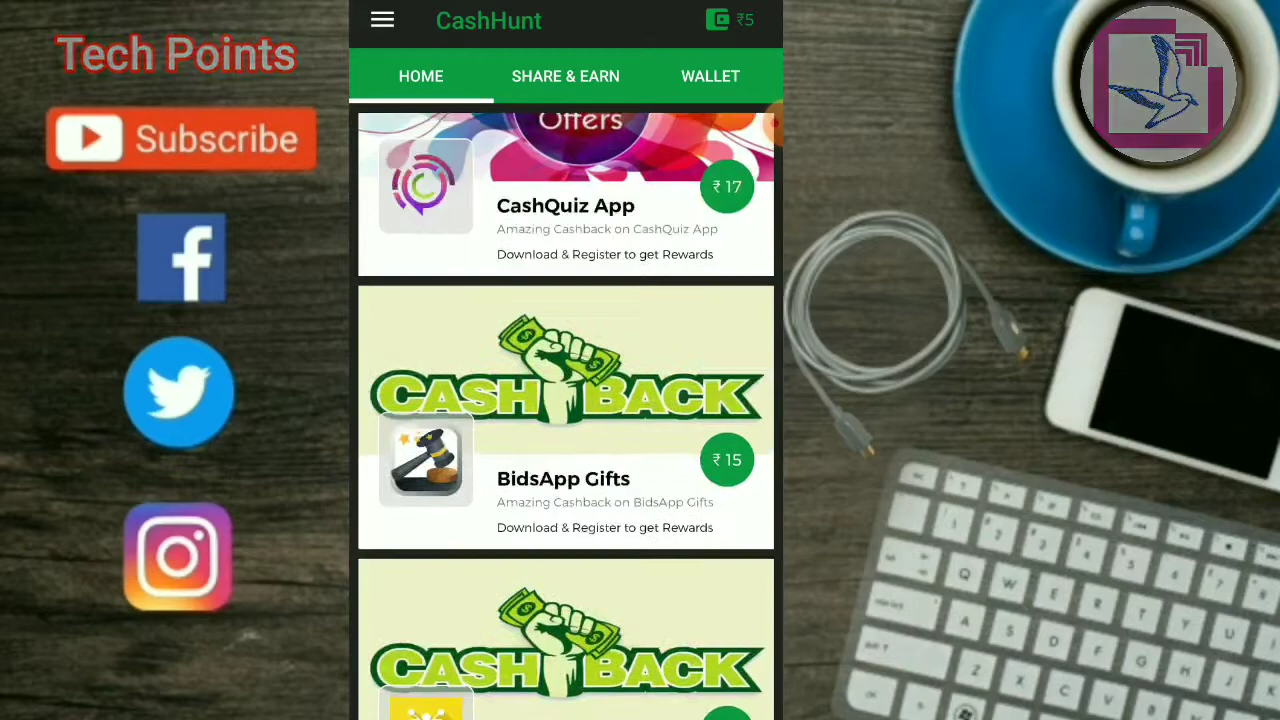 Tech Points
Subscribe
CashHunt
₹5
HOME
SHARE & EARN
WALLET
Offers
₹ 17
CashQuiz App
Amazing Cashback on CashQuiz App
Download & Register to get Rewards
CASH BACK
₹ 15
BidsApp Gifts
Amazing Cashback on BidsApp Gifts
Download & Register to get Rewards
CASH BACK
Q W E R T Y U
A S D F G H J K
Z X C V B